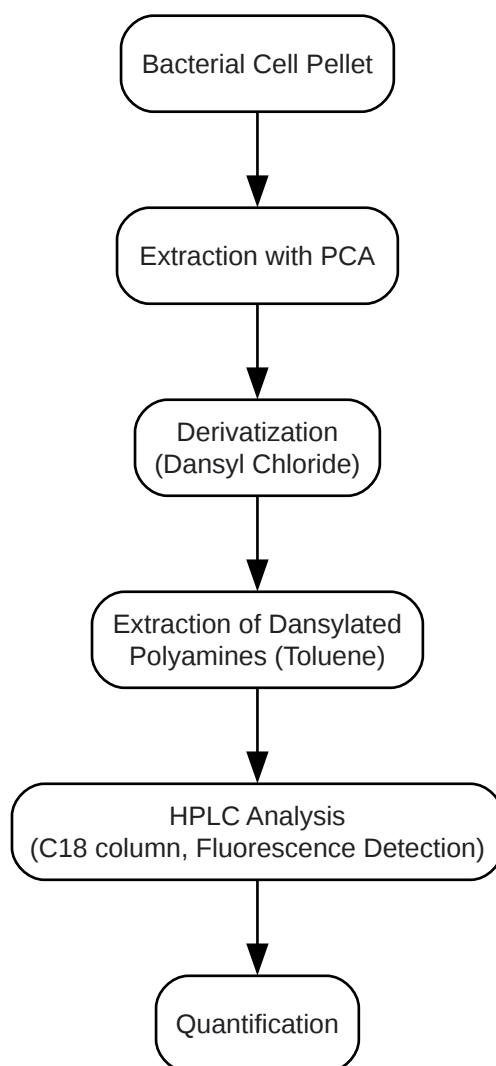 Bacterial Cell Pellet
Extraction with PCA
Derivatization
(Dansyl Chloride)
Extraction of Dansylated
Polyamines (Toluene)
HPLC Analysis
(C18 column, Fluorescence Detection)
Quantification